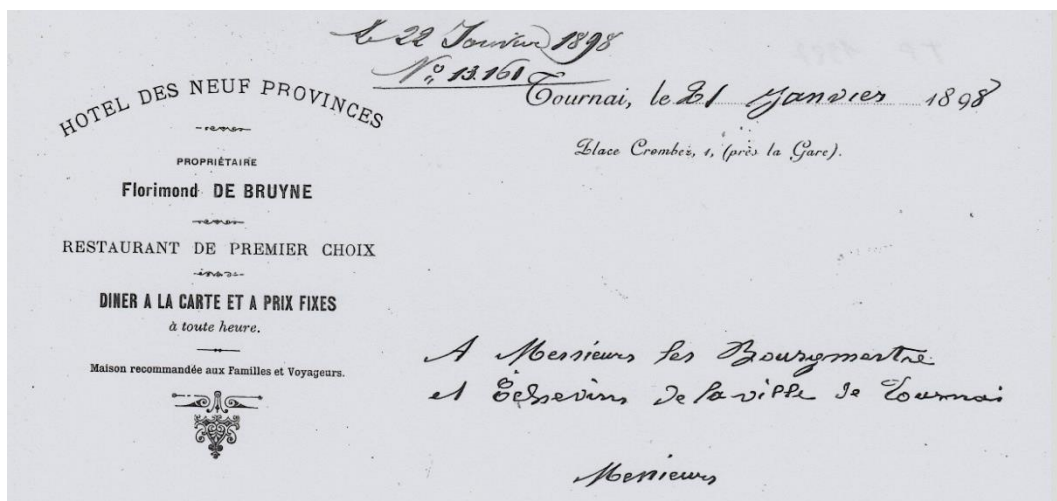 Le 22 Janvier 1898
N° 13.161
HOTEL DES NEUF PROVINCES
PROPRIÉTAIRE
Florimond DE BRUYNE
RESTAURANT DE PREMIER CHOIX
DINER A LA CARTE ET A PRIX FIXES
à toute heure.
Maison recommandée aux Familles et Voyageurs.
Tournai, le 21 Janvier 1898
Place Crombez, 1, (près la Gare).
A Messieurs les Bourgmestre
et Echevins de la ville de Tournai
Messieurs